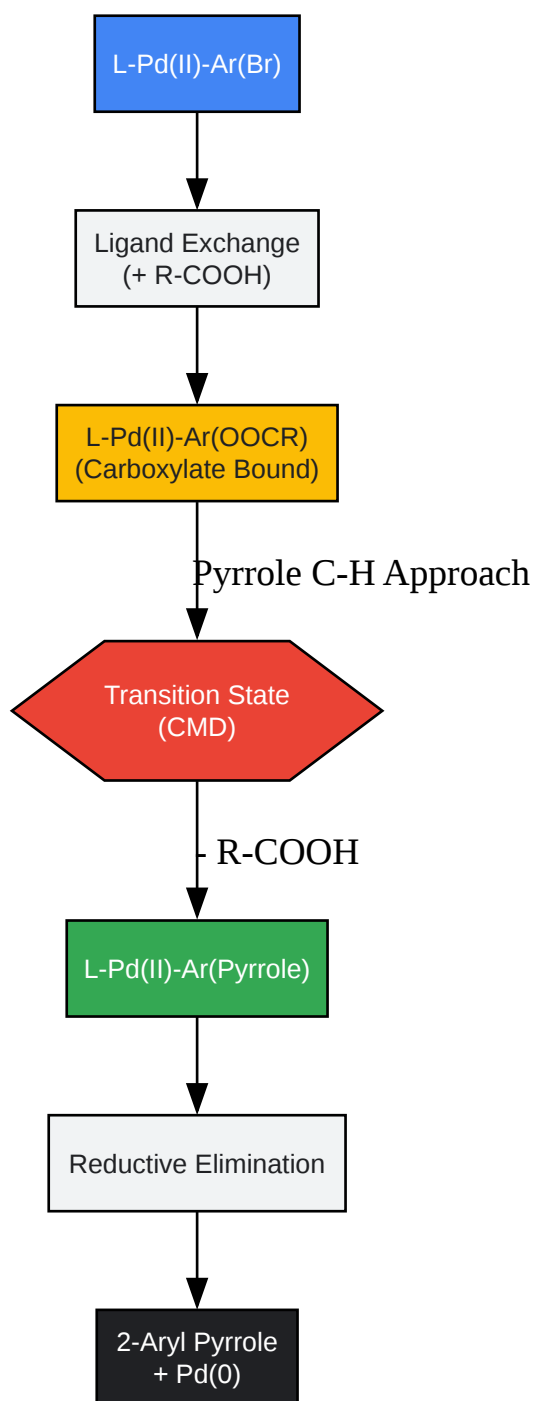 L-Pd(II)-Ar(Br)
Ligand Exchange
(+ R-COOH)
L-Pd(II)-Ar(OOCR)
(Carboxylate Bound)
Pyrrole C-H Approach
Transition State
(CMD)
- R-COOH
L-Pd(II)-Ar(Pyrrole)
Reductive Elimination
2-Aryl Pyrrole
+ Pd(0)